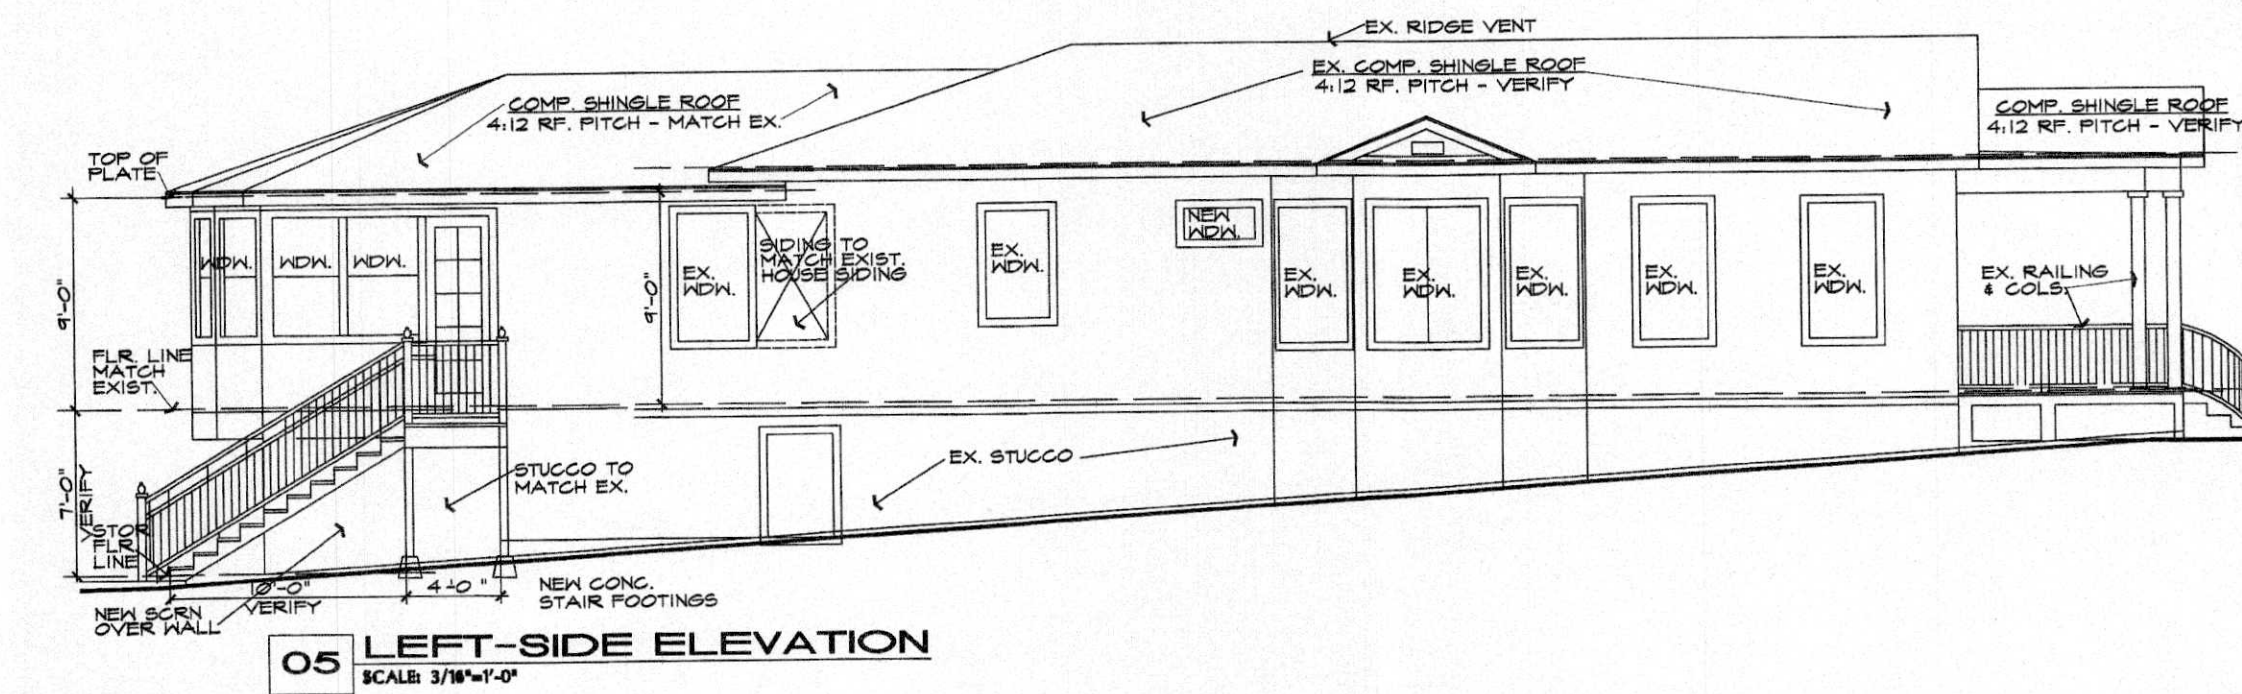 EX. RIDGE VENT
EX. COMP. SHINGLE ROOF
4:12 RF. PITCH - VERIFY
COMP. SHINGLE ROOF
4:12 RF. PITCH - MATCH EX.
COMP. SHINGLE ROOF
4:12 RF. PITCH - VERIFY
TOP OF
PLATE
9'-0"
FLR. LINE
MATCH
EXIST.
7'-0"
VERIFY
STOR
FLR
LINE
NEW SCRN
OVER WALL
10'-0"
VERIFY
4'-0"
NEW CONC.
STAIR FOOTINGS
STUCCO TO
MATCH EX.
WDW.
WDW.
WDW.
9'-0"
EX.
WDW.
SIDING TO
MATCH EXIST.
HOUSE SIDING
EX.
WDW.
NEW
WDW.
EX.
WDW.
EX.
WDW.
EX.
WDW.
EX.
WDW.
EX.
WDW.
EX. RAILING
& COLS.
EX. STUCCO
05
LEFT-SIDE ELEVATION
SCALE: 3/16"=1'-0"